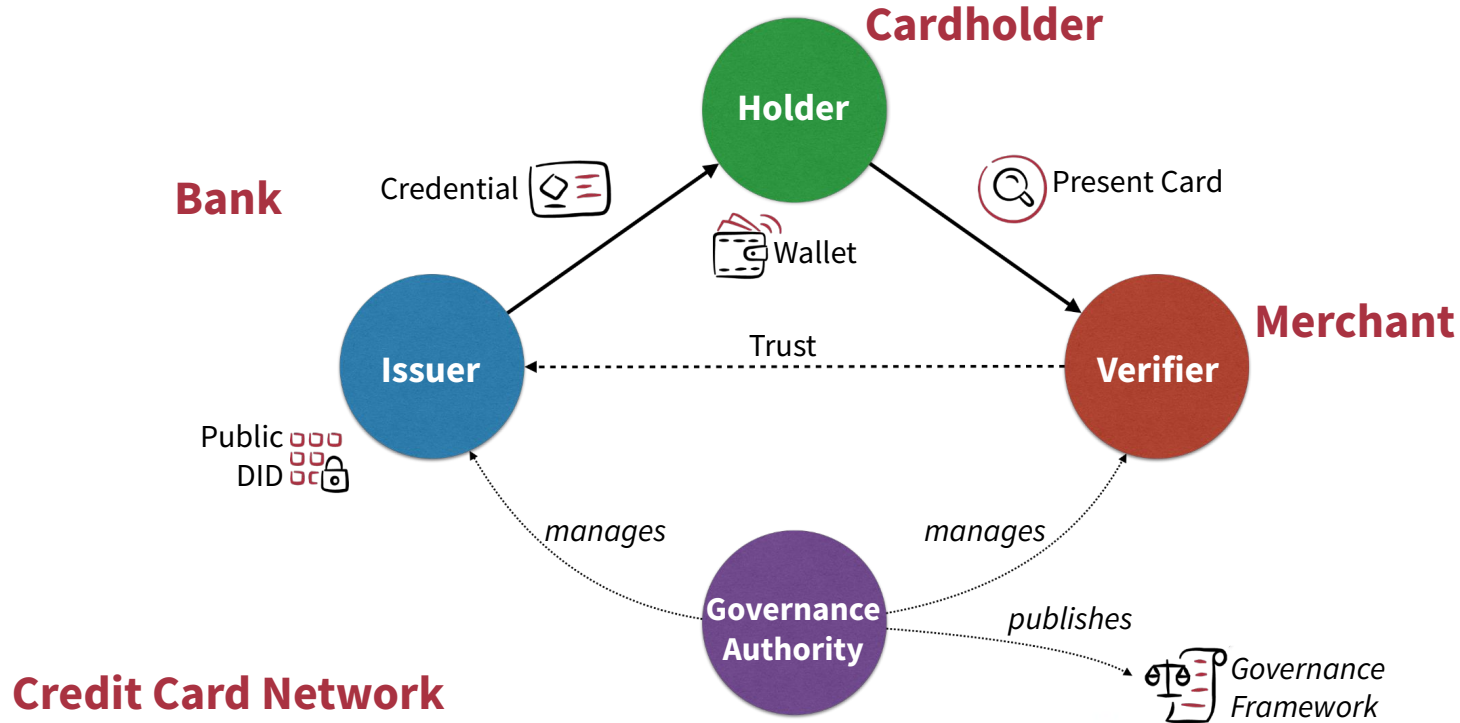 Cardholder
Holder
Bank
Credential
Present Card
Wallet
Merchant
Trust
Issuer
Verifier
Public
DID
manages
manages
Governance
Authority
publishes
Governance
Framework
Credit Card Network